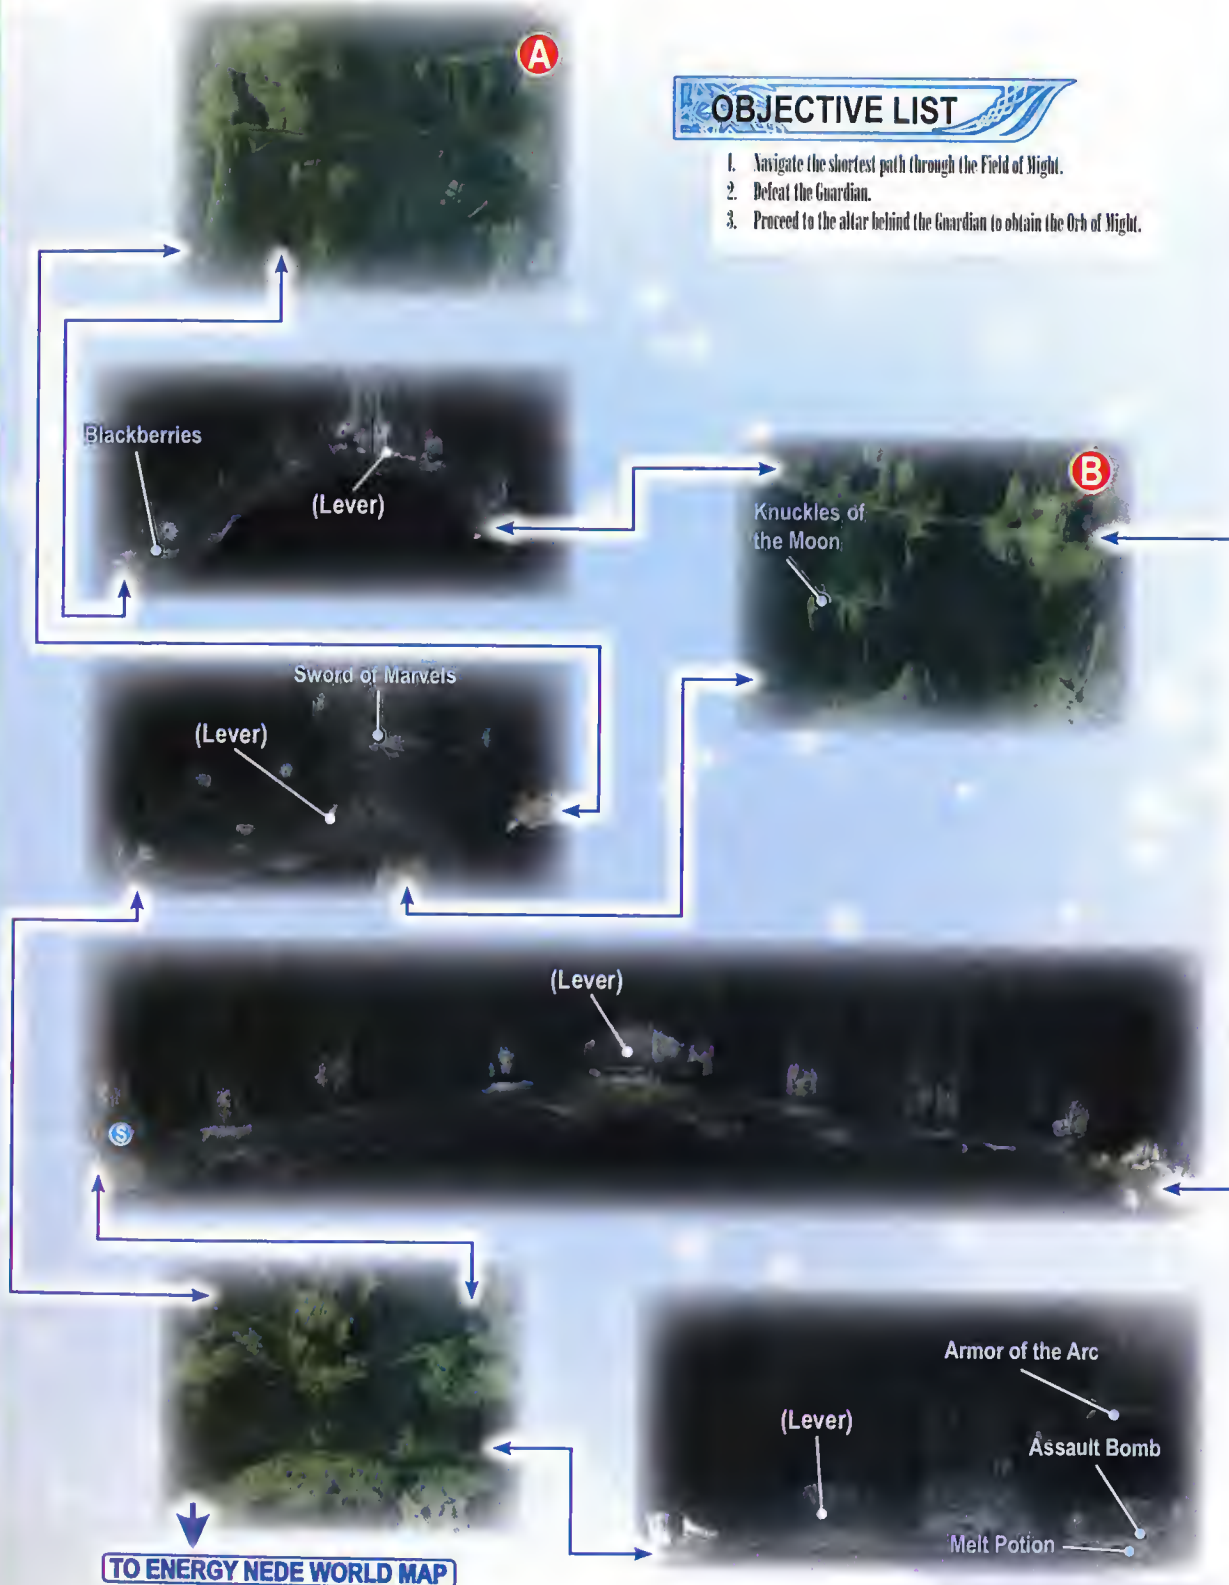 A
OBJECTIVE LIST
1. Navigate the shortest path through the Field of Might.
2. Defeat the Guardian.
3. Proceed to the altar behind the Guardian to obtain the Orb of Might.
Blackberries
(Lever)
B
Knuckles of
the Moon
Sword of Marvels
(Lever)
(Lever)
S
Armor of the Arc
(Lever)
Assault Bomb
Melt Potion
TO ENERGY NEDE WORLD MAP